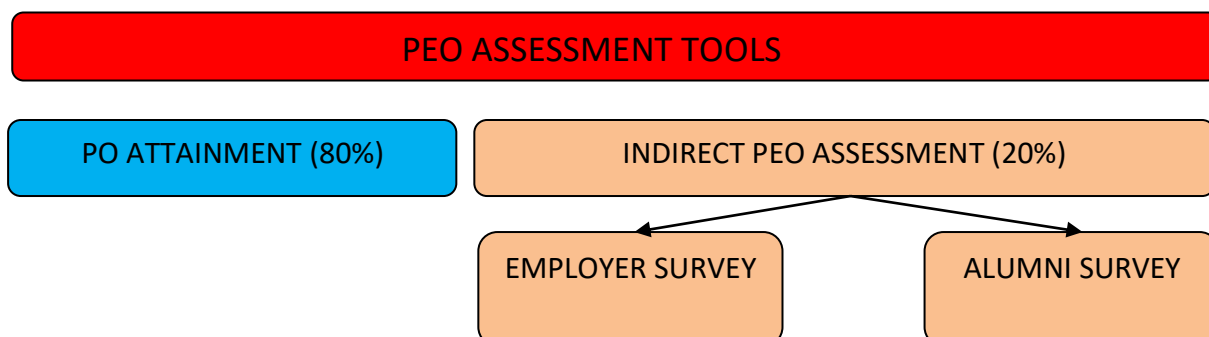 PEO ASSESSMENT TOOLS
PO ATTAINMENT (80%)
INDIRECT PEO ASSESSMENT (20%)
EMPLOYER SURVEY
ALUMNI SURVEY